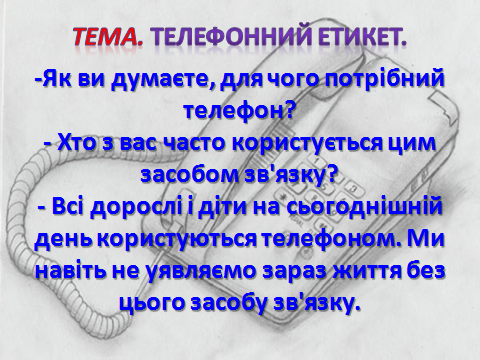 ТЕМА. ТЕЛЕФОННИЙ ЕТИКЕТ.
-Як ви думаєте, для чого потрібний
телефон?
- Хто з вас часто користується цим
засобом зв'язку?
- Всі дорослі і діти на сьогоднішній
день користуються телефоном. Ми
навіть не уявляємо зараз життя без
цього засобу зв'язку.